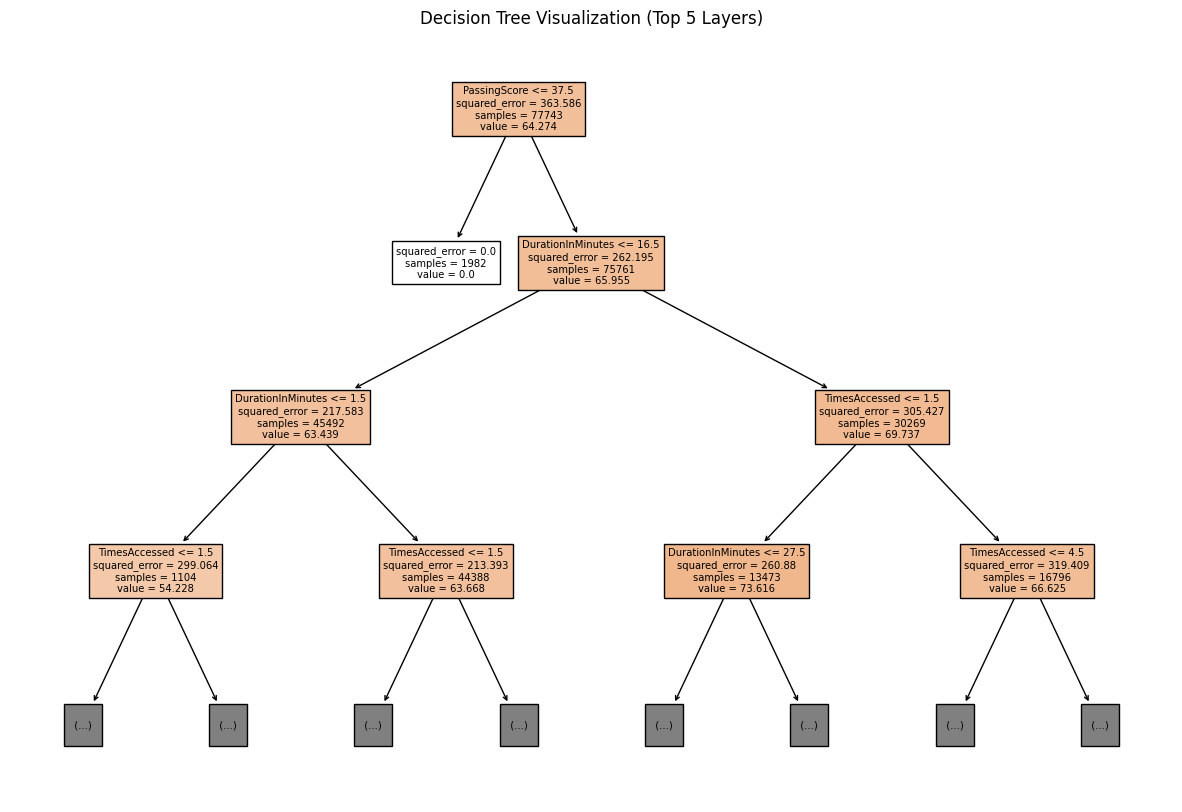 Decision Tree Visualization (Top 5 Layers)
PassingScore <= 37.5
squared_error = 363.586
samples = 77743
value = 64.274
squared_error = 0.0
samples = 1982
value = 0.0
DurationInMinutes <= 16.5
squared_error = 262.195
samples = 75761
value = 65.955
DurationInMinutes <= 1.5
squared_error = 217.583
samples = 45492
value = 63.439
TimesAccessed <= 1.5
squared_error = 305.427
samples = 30269
value = 69.737
TimesAccessed <= 1.5
squared_error = 299.064
samples = 1104
value = 54.228
TimesAccessed <= 1.5
squared_error = 213.393
samples = 44388
value = 63.668
DurationInMinutes <= 27.5
squared_error = 260.88
samples = 13473
value = 73.616
TimesAccessed <= 4.5
squared_error = 319.409
samples = 16796
value = 66.625
(...)
(...)
(...)
(...)
(...)
(...)
(...)
(...)